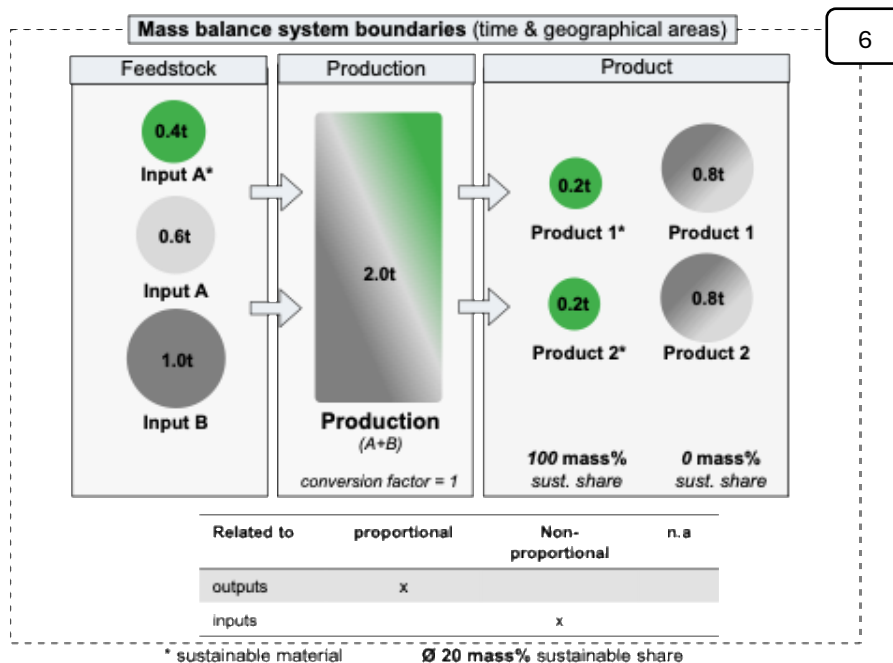 Mass balance system boundaries (time & geographical areas)
6
Feedstock
Production
Product
0.4t
Input A*
0.6t
Input A
1.0t
Input B
2.0t
Production
(A+B)
conversion factor = 1
0.2t
0.8t
Product 1*
Product 1
0.2t
0.8t
Product 2*
Product 2
100 mass%
sust. share
0 mass%
sust. share
Related to
proportional
Non-
proportional
n.a
outputs
x
inputs
x
* sustainable material
Ø 20 mass% sustainable share